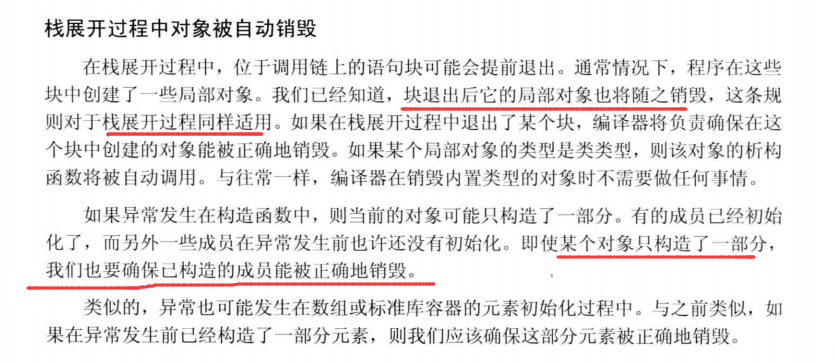 栈展开过程中对象被自动销毁
在栈展开过程中，位于调用链上的语句块可能会提前退出。通常情况下，程序在这些
块中创建了一些局部对象。我们已经知道，块退出后它的局部对象也将随之销毁，这条规
则对于栈展开过程同样适用。如果在栈展开过程中退出了某个块，编译器将负责确保在这
个块中创建的对象能被正确地销毁。如果某个局部对象的类型是类类型，则该对象的析构
函数将被自动调用。与往常一样，编译器在销毁内置类型的对象时不需要做任何事情。
如果异常发生在构造函数中，则当前的对象可能只构造了一部分。有的成员已经初始
化了，而另外一些成员在异常发生前也许还没有初始化。即使某个对象只构造了一部分，
我们也要确保已构造的成员能被正确地销毁。
类似的，异常也可能发生在数组或标准库容器的元素初始化过程中。与之前类似，如
果在异常发生前已经构造了一部分元素，则我们应该确保这部分元素被正确地销毁。